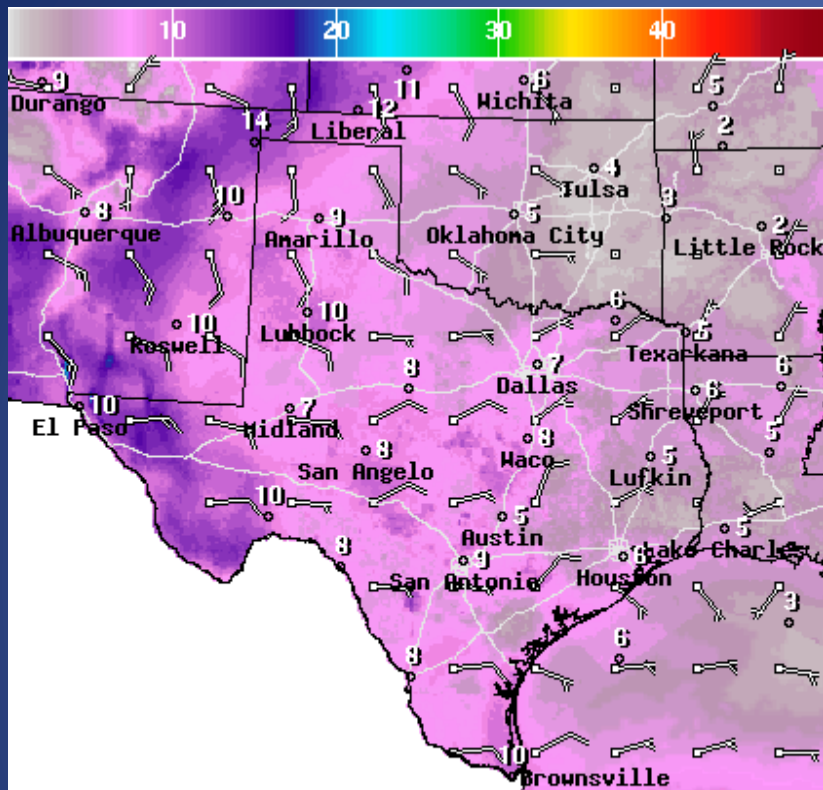 10 20 30 40
9 11 6 5
Durango Wichita
12
Liberal
14 2
4
Tulsa
8 10 9 5 3 2
Albuquerque Amarillo Oklahoma City Little Rock
10 10 6 5
Roswell Lubbock Texarkana
8 7 6 6
Dallas
10 7 Shreveport
El Paso Midland
8 8 5 5
San Angelo Waco Lufkin
10 5 5
Austin
8 9 6 Lake Charles
San Antonio Houston
3
8 6
10
Brownsville